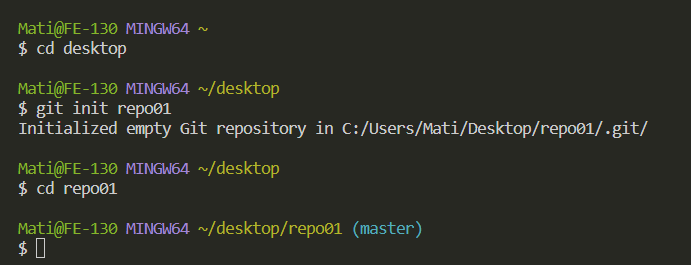 Mati@FE-130 MINGW64 ~
$ cd desktop
Mati@FE-130 MINGW64 ~/desktop
$ git init repo01
Initialized empty Git repository in C:/Users/Mati/Desktop/repo01/.git/
Mati@FE-130 MINGW64 ~/desktop
$ cd repo01
Mati@FE-130 MINGW64 ~/desktop/repo01 (master)
$